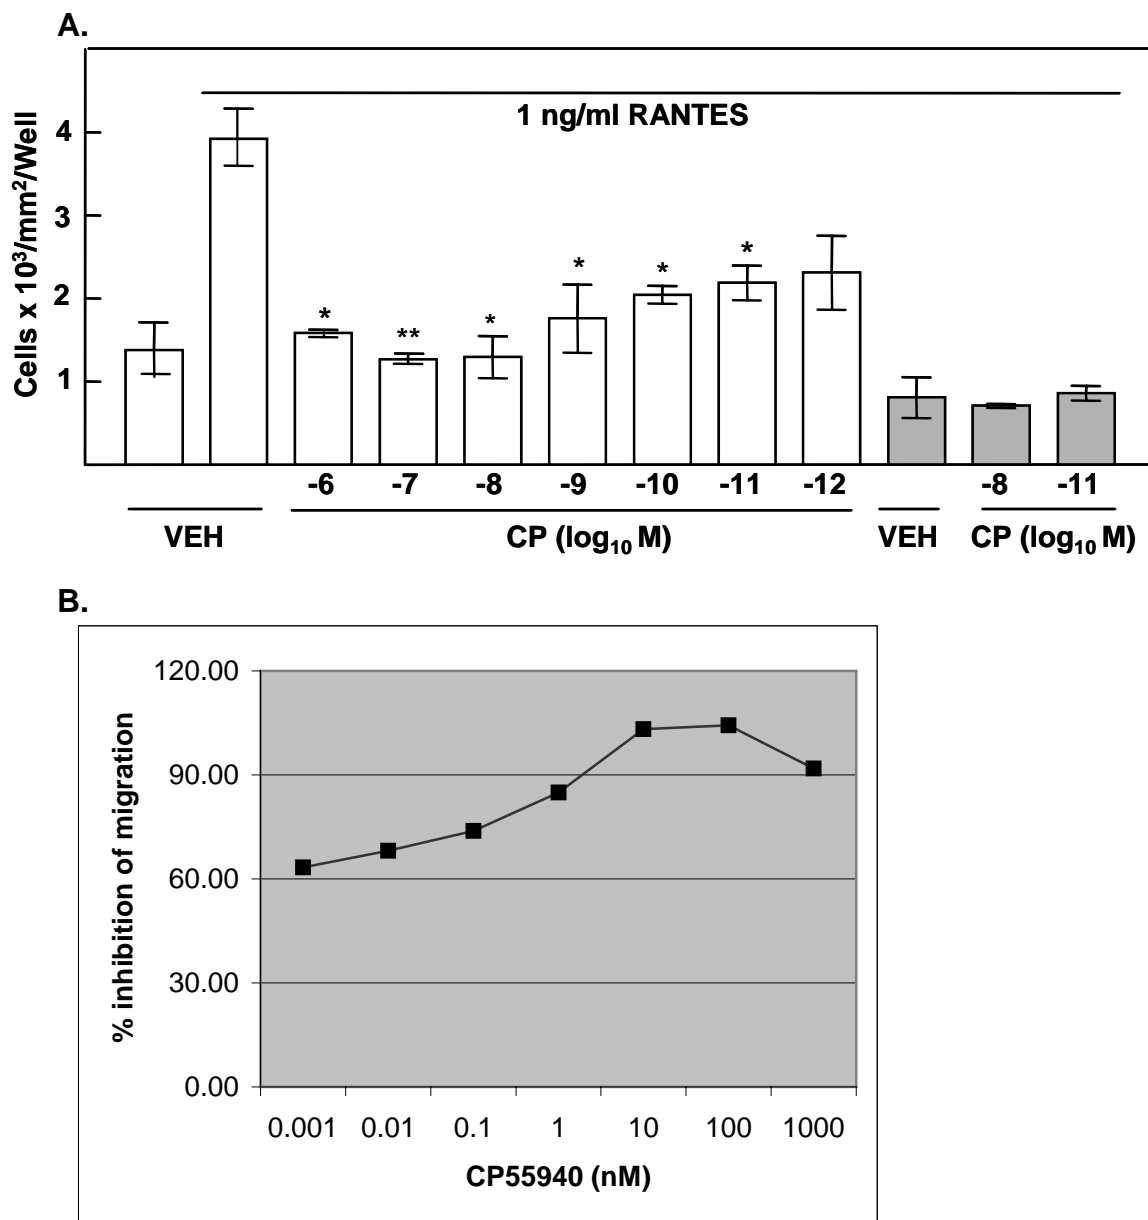 A.
Cells x 10³/mm²/Well
4
3
2
1
1 ng/ml RANTES
* ** * * * *
-6 -7 -8 -9 -10 -11 -12 -8 -11
VEH CP (log₁₀ M) VEH CP (log₁₀ M)
B.
% inhibition of migration
120.00
90.00
60.00
30.00
0.00
0.001 0.01 0.1 1 10 100 1000
CP55940 (nM)